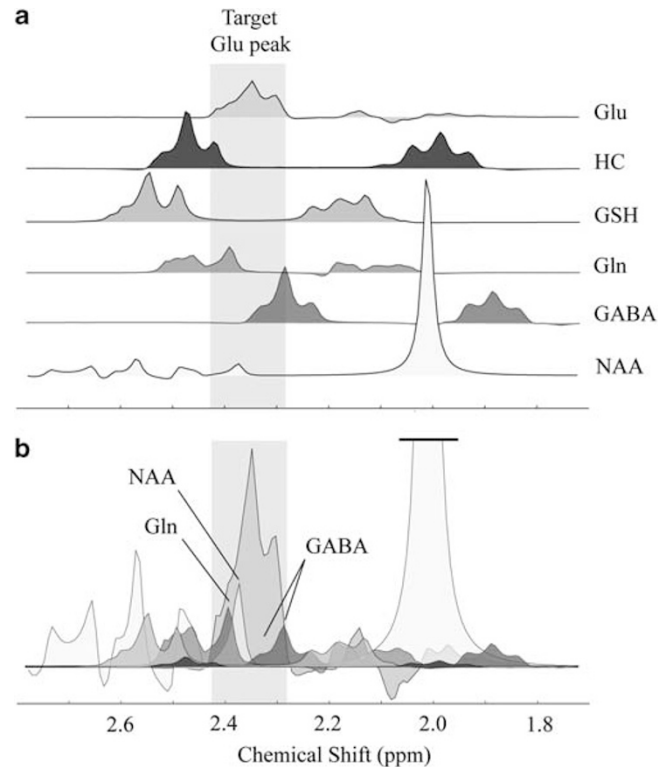 a
Target
Glu peak
Glu
HC
GSH
Gln
GABA
NAA
b
NAA
Gln
GABA
2.6 2.4 2.2 2.0 1.8
Chemical Shift (ppm)